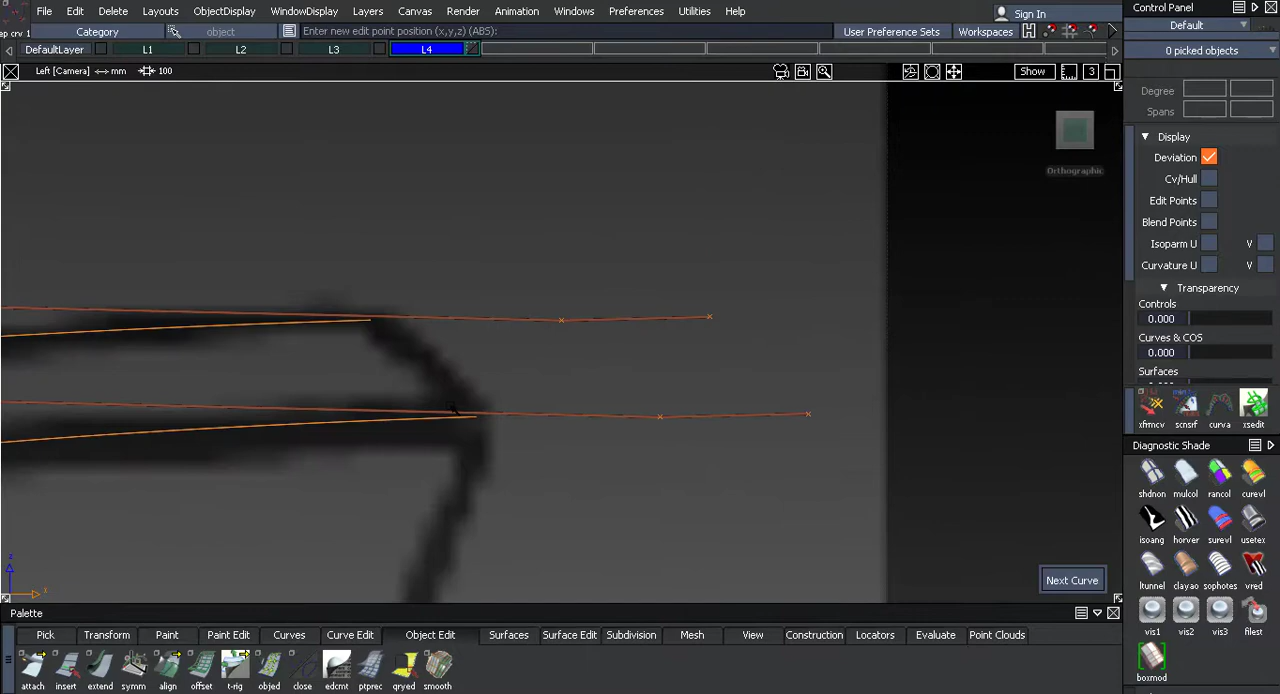 File Edit Delete Layouts ObjectDisplay WindowDisplay Layers Canvas Render Animation Windows Preferences Utilities Help
Sign In
Control Panel
ep crv 1
Category
object
Enter new edit point position (x,y,z) (ABS):
User Preference Sets
Workspaces
Default
DefaultLayer L1 L2 L3 L4
0 picked objects
Left [Camera] <-> mm 100
Show
3
Degree
Spans
Display
Deviation
Cv/Hull
Edit Points
Blend Points
Isoparm U V
Curvature U V
Transparency
Controls
0.000
Curves & COS
0.000
Surfaces
Orthographic
xfrmcv scnsrf curva xsedit
Diagnostic Shade
shdnon mulcol rancol curevl
isoang horver surevl usetex
ltunnel clayao sophotes vred
vis1 vis2 vis3 filest
boxmod
z
x
Next Curve
Palette
Pick Transform Paint Paint Edit Curves Curve Edit Object Edit Surfaces Surface Edit Subdivision Mesh View Construction Locators Evaluate Point Clouds
attach insert extend symm align offset t-rig objed close edcmt ptprec qryed smooth